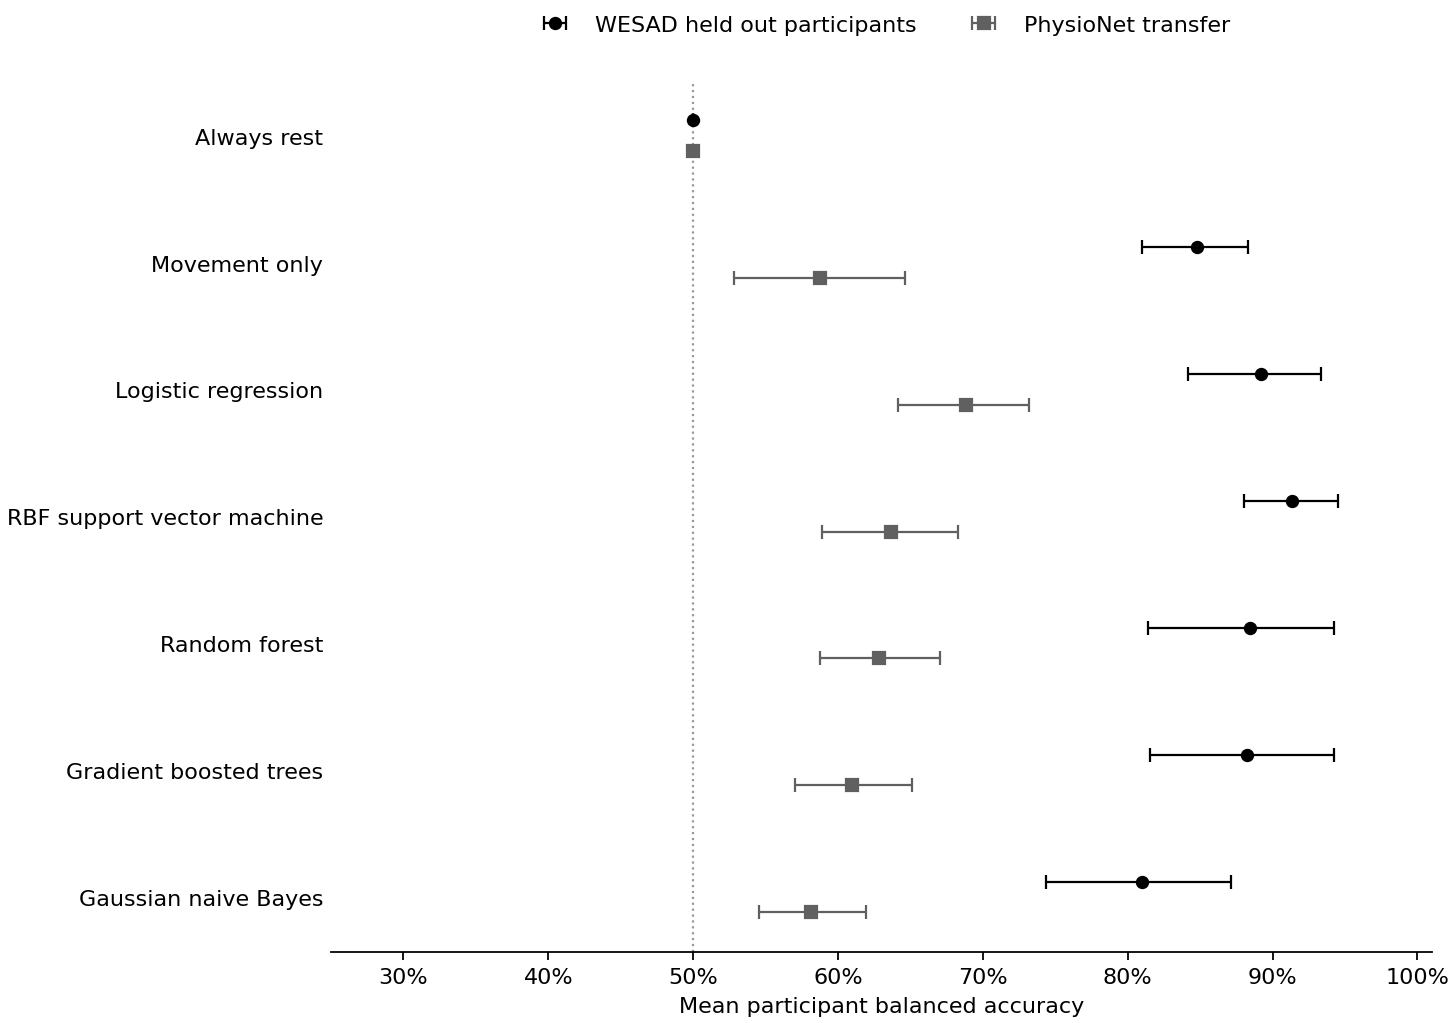 WESAD held out participants
PhysioNet transfer
Always rest
Movement only
Logistic regression
RBF support vector machine
Random forest
Gradient boosted trees
Gaussian naive Bayes
30% 40% 50% 60% 70% 80% 90% 100%
Mean participant balanced accuracy